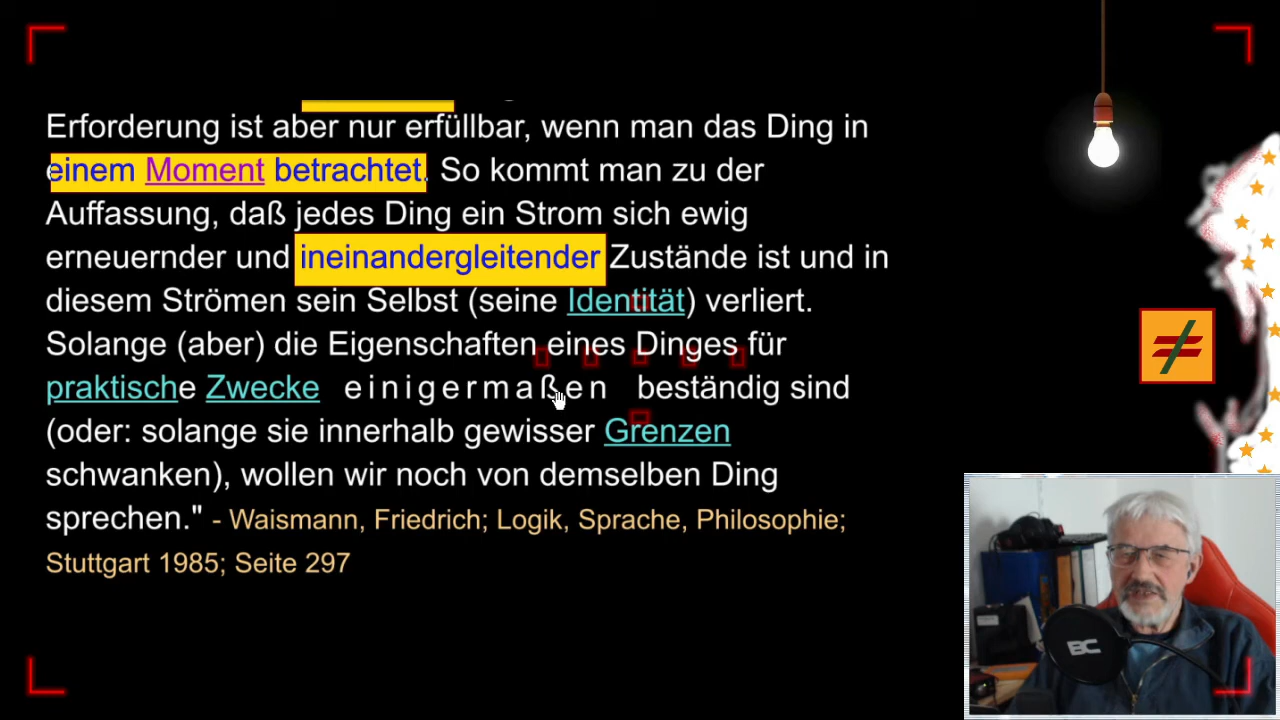 Erforderung ist aber nur erfüllbar, wenn man das Ding in
einem Moment betrachtet. So kommt man zu der
Auffassung, daß jedes Ding ein Strom sich ewig
erneuernder und ineinandergleitender Zustände ist und in
diesem Strömen sein Selbst (seine Identität) verliert.
Solange (aber) die Eigenschaften eines Dinges für
praktische Zwecke einigermaßen beständig sind
(oder: solange sie innerhalb gewisser Grenzen
schwanken), wollen wir noch von demselben Ding
sprechen." - Waismann, Friedrich; Logik, Sprache, Philosophie;
Stuttgart 1985; Seite 297
≠